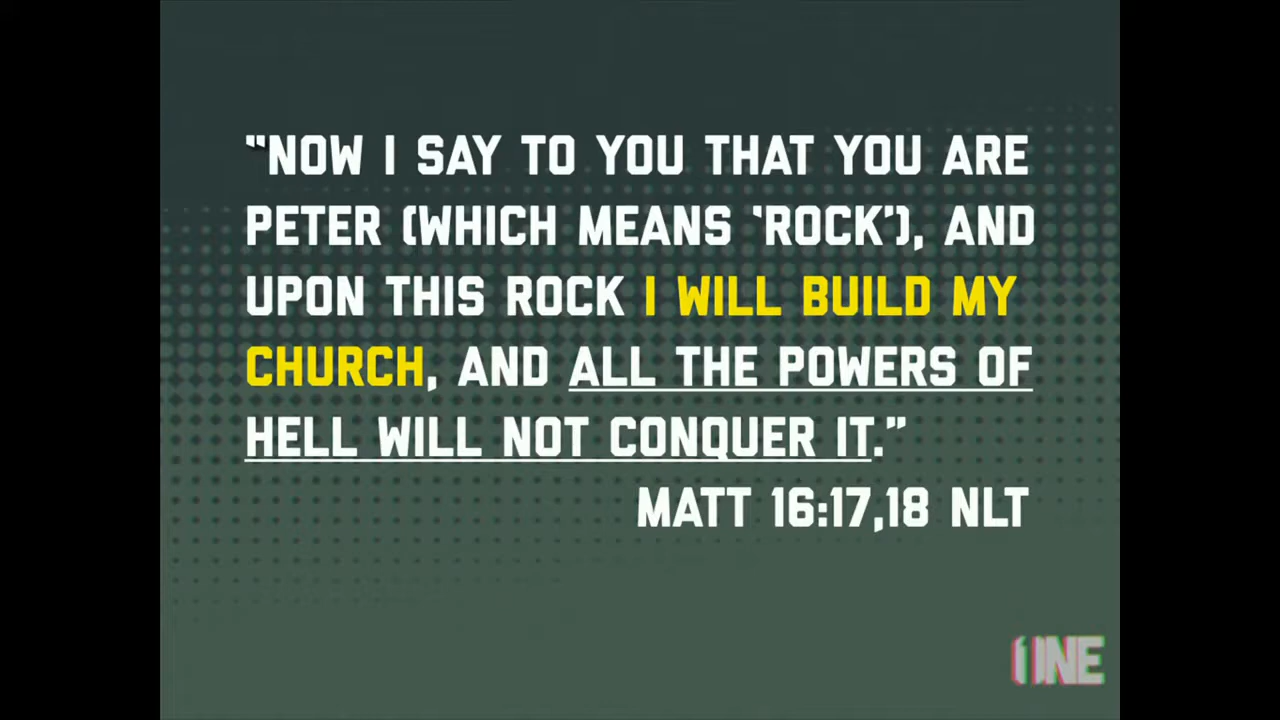 “NOW I SAY TO YOU THAT YOU ARE
PETER (WHICH MEANS ‘ROCK’), AND
UPON THIS ROCK I WILL BUILD MY
CHURCH, AND ALL THE POWERS OF
HELL WILL NOT CONQUER IT.”
MATT 16:17,18 NLT
ONE